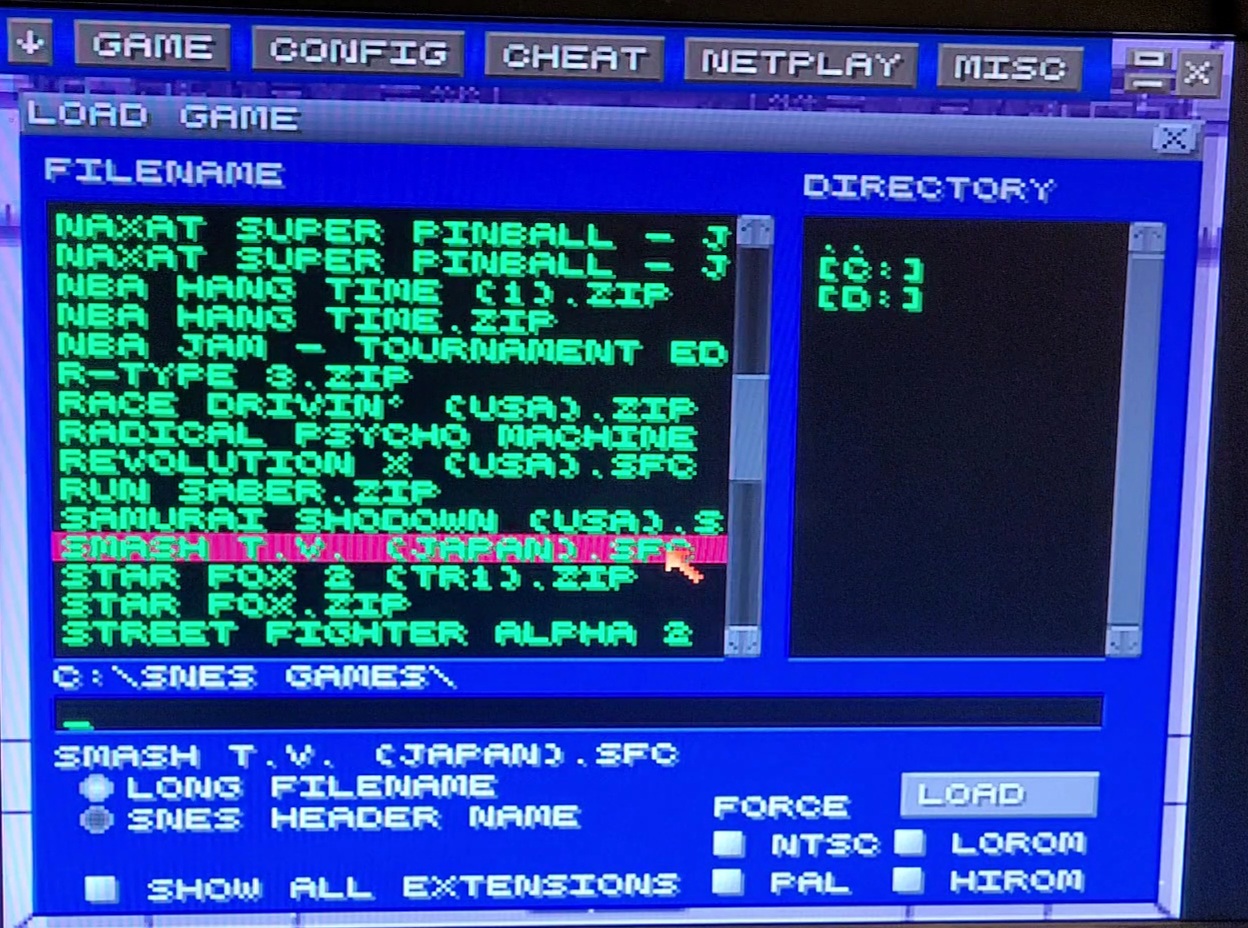 GAME CONFIG CHEAT NETPLAY MISC X
LOAD GAME X
FILENAME
NAXAT SUPER PINBALL - J
NAXAT SUPER PINBALL - J
NBA HANG TIME (1).ZIP
NBA HANG TIME.ZIP
NBA JAM - TOURNAMENT ED
R-TYPE 3.ZIP
RACE DRIVIN' (USA).ZIP
RADICAL PSYCHO MACHINE
REVOLUTION X (USA).SFC
RUN SABER.ZIP
SAMURAI SHODOWN (USA).S
SMASH T.V. (JAPAN).SFC
STAR FOX 2 (TR1).ZIP
STAR FOX.ZIP
STREET FIGHTER ALPHA 2
DIRECTORY
..
[C:]
[D:]
C:\SNES GAMES\
_
SMASH T.V. (JAPAN).SFC
LONG FILENAME
SNES HEADER NAME
SHOW ALL EXTENSIONS
FORCE
LOAD
NTSC LOROM
PAL HIROM